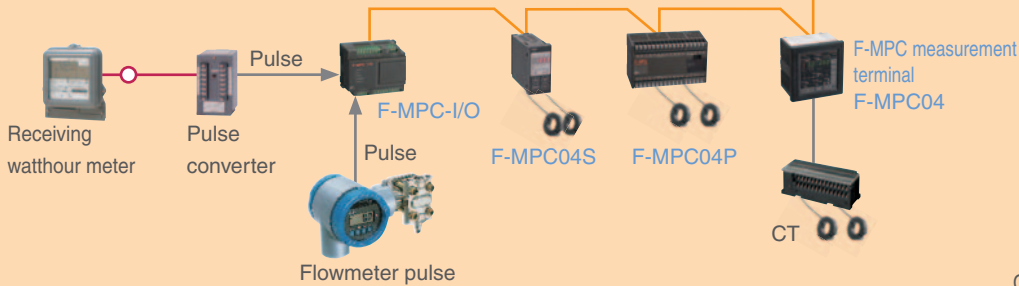 Receiving
watthour meter
Pulse
converter
Pulse
F-MPC-I/O
Pulse
Flowmeter pulse
F-MPC04S
F-MPC04P
F-MPC measurement
terminal
F-MPC04
CT